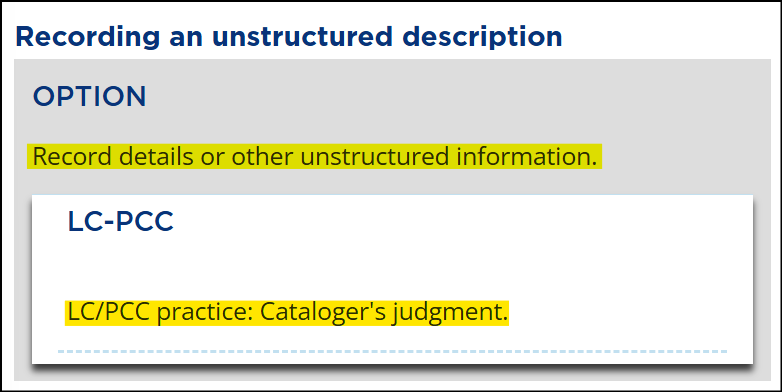 Recording an unstructured description
OPTION
Record details or other unstructured information.
LC-PCC
LC/PCC practice: Cataloger's judgment.